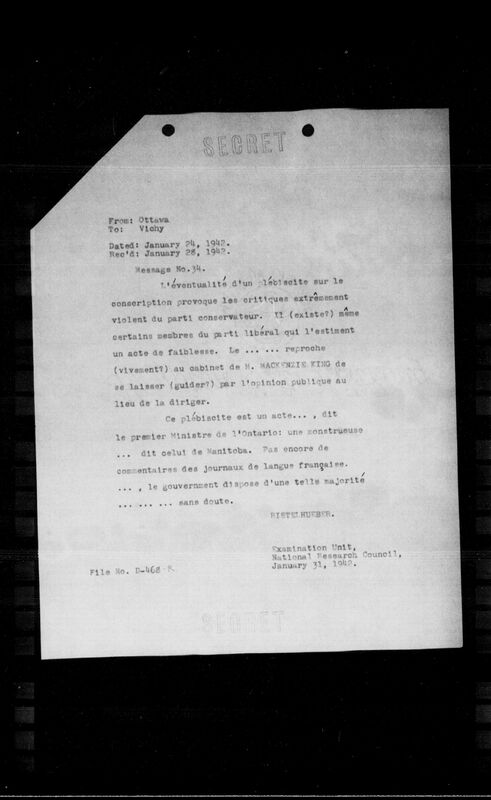 SECRET
From: Ottawa
To: Vichy
Dated: January 24, 1942.
Rec'd: January 28, 1942.
Message No.34.
L'éventualité d'un plébiscite sur le
conscription provoque les critiques extrêmement
violent du parti conservateur. Il (existe?) même
certains membres du parti libéral qui l'estiment
un acte de faiblesse. Le ... ... reproche
(vivement?) au cabinet de M. MACKENZIE KING de
se laisser (guider?) par l'opinion publique au
lieu de la diriger.
Ce plébiscite est un acte... , dit
le premier Ministre de l'Ontario: une monstrueuse
... dit celui de Manitoba. Pas encore de
commentaires des journaux de langue française.
... , le gouvernment dispose d'une telle majorité
... ... ... sans doute.
RISTELHUEBER.
Examination Unit,
National Research Council,
January 31, 1942.
File No. D-468-R
SECRET